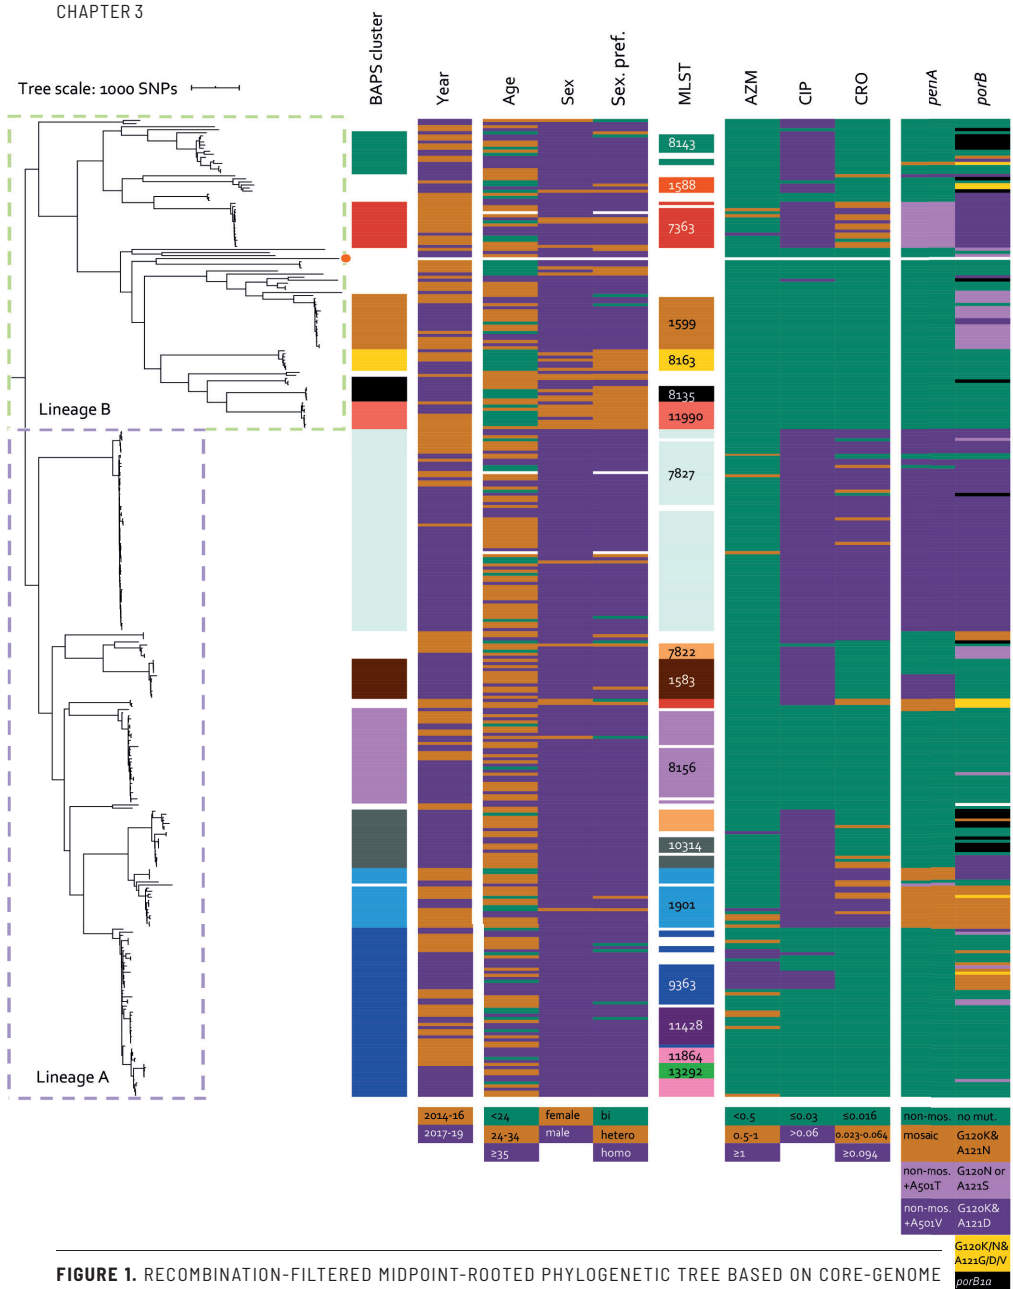 CHAPTER 3
Tree scale: 1000 SNPs
BAPS cluster
Year
Age
Sex
Sex. pref.
MLST
AZM
CIP
CRO
penA
porB
8143
1588
7363
1599
8163
8135
11990
Lineage B
7827
7822
1583
8156
10314
1901
9363
11428
11864
13292
Lineage A
2014-16 <24 female bi <0.5 ≤0.03 ≤0.016 non-mos. no mut.
2017-19 24-34 male hetero 0.5-1 >0.06 0.023-0.064 mosaic G120K&
A121N
≥35 homo ≥1 ≥0.094
non-mos. G120N or
+A501T A121S
non-mos. G120K&
+A501V A121D
G120K/N&
A121G/D/V
porB1a
FIGURE 1. RECOMBINATION-FILTERED MIDPOINT-ROOTED PHYLOGENETIC TREE BASED ON CORE-GENOME